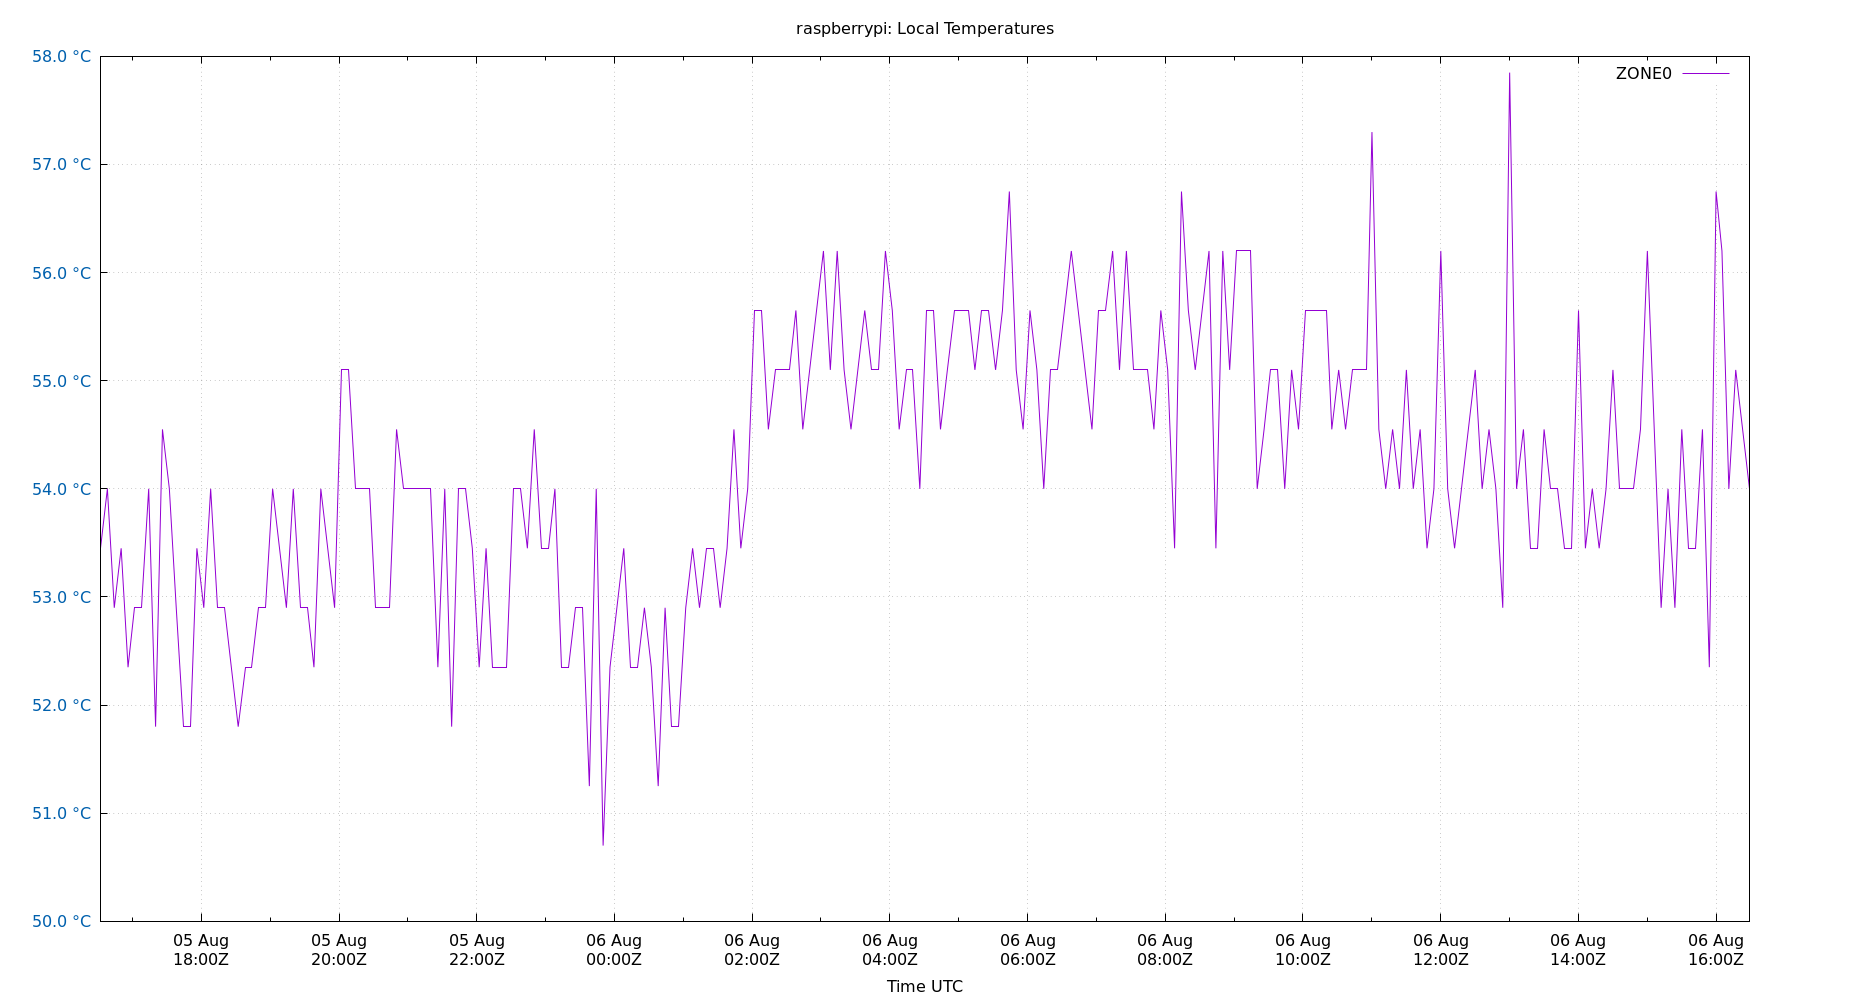 raspberrypi: Local Temperatures
58.0 °C
ZONE0
57.0 °C
56.0 °C
55.0 °C
54.0 °C
53.0 °C
52.0 °C
51.0 °C
50.0 °C
05 Aug 05 Aug 05 Aug 06 Aug 06 Aug 06 Aug 06 Aug 06 Aug 06 Aug 06 Aug 06 Aug 06 Aug
18:00Z 20:00Z 22:00Z 00:00Z 02:00Z 04:00Z 06:00Z 08:00Z 10:00Z 12:00Z 14:00Z 16:00Z
Time UTC